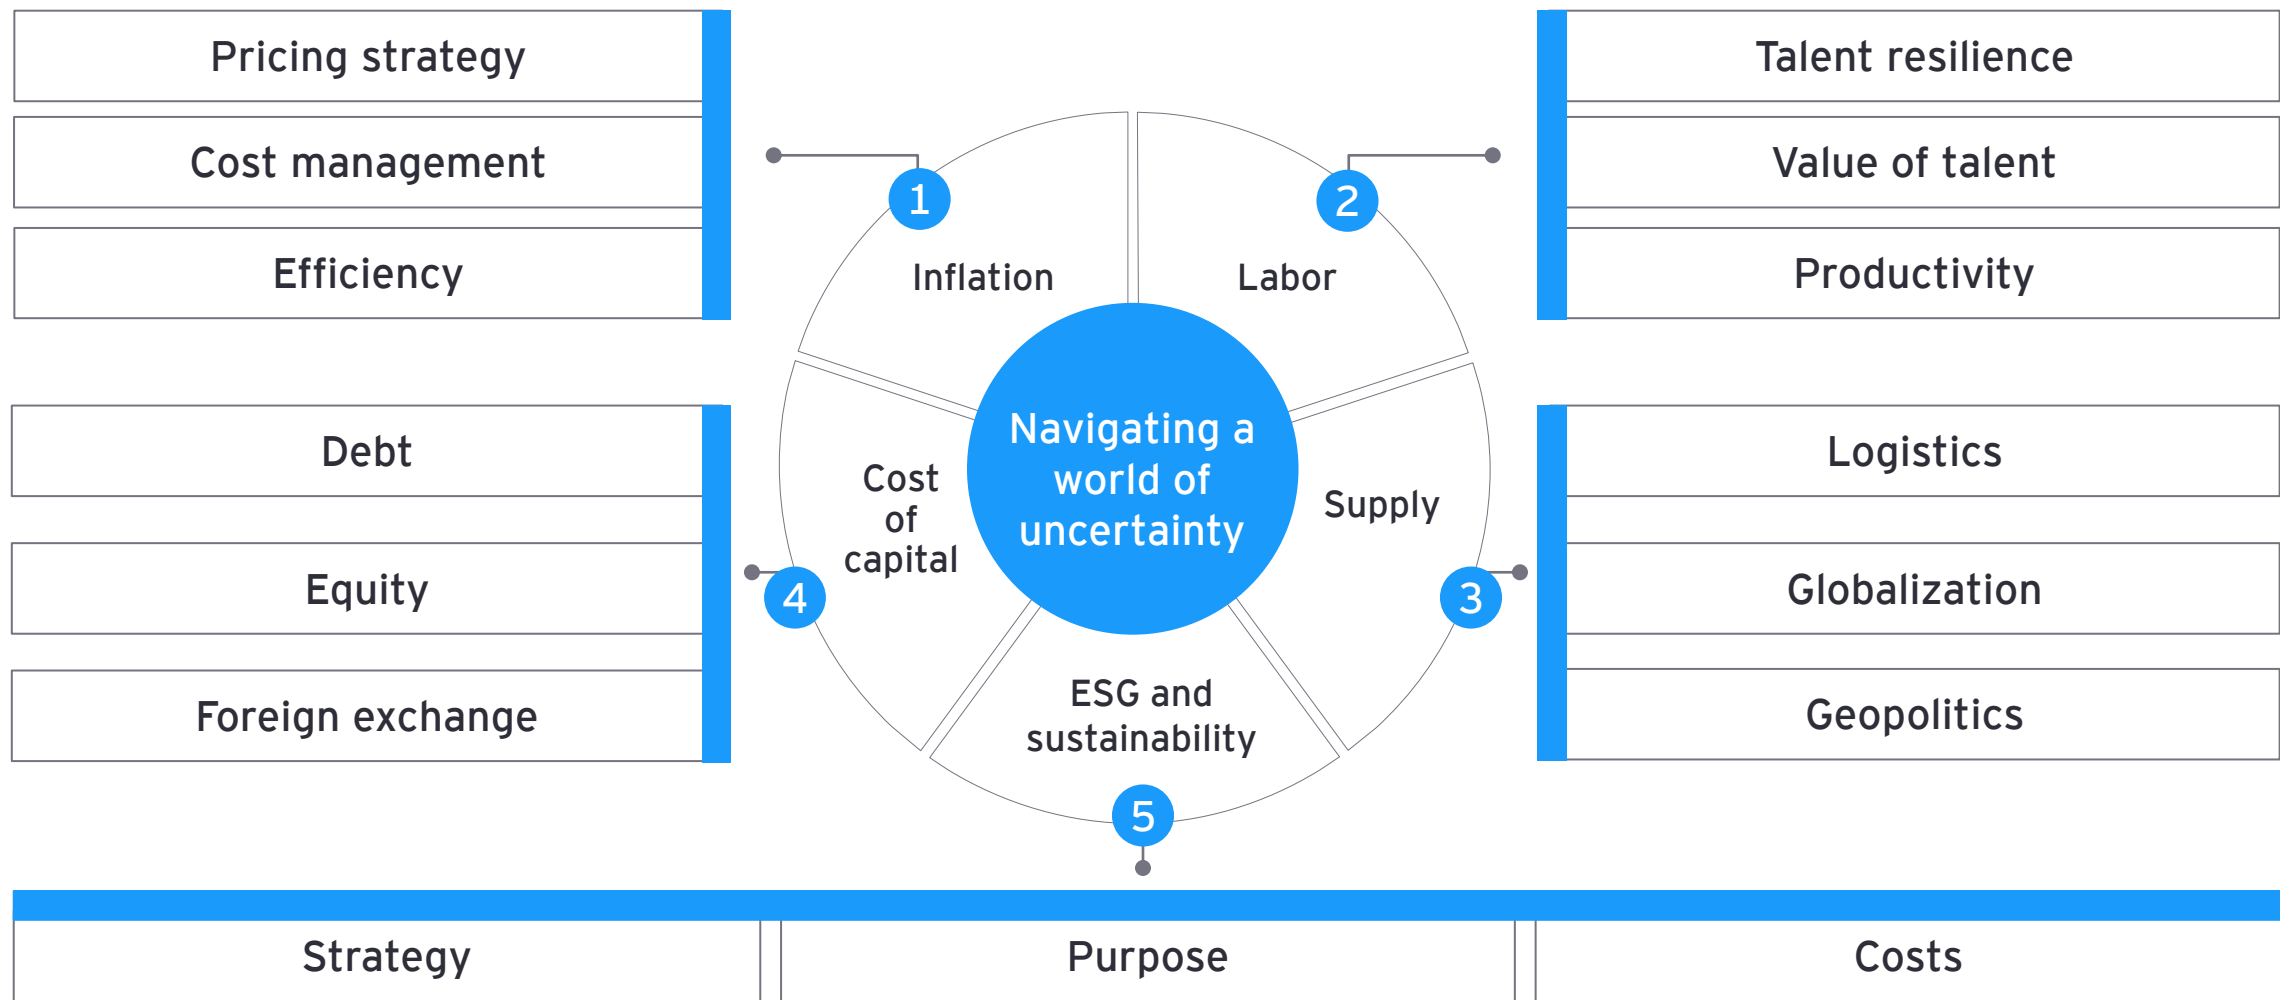 Pricing strategy
Cost management
Efficiency
Talent resilience
Value of talent
Productivity
1
Inflation
2
Labor
Navigating a
world of
uncertainty
Cost
of
capital
4
Supply
3
ESG and
sustainability
5
Debt
Equity
Foreign exchange
Logistics
Globalization
Geopolitics
Strategy
Purpose
Costs